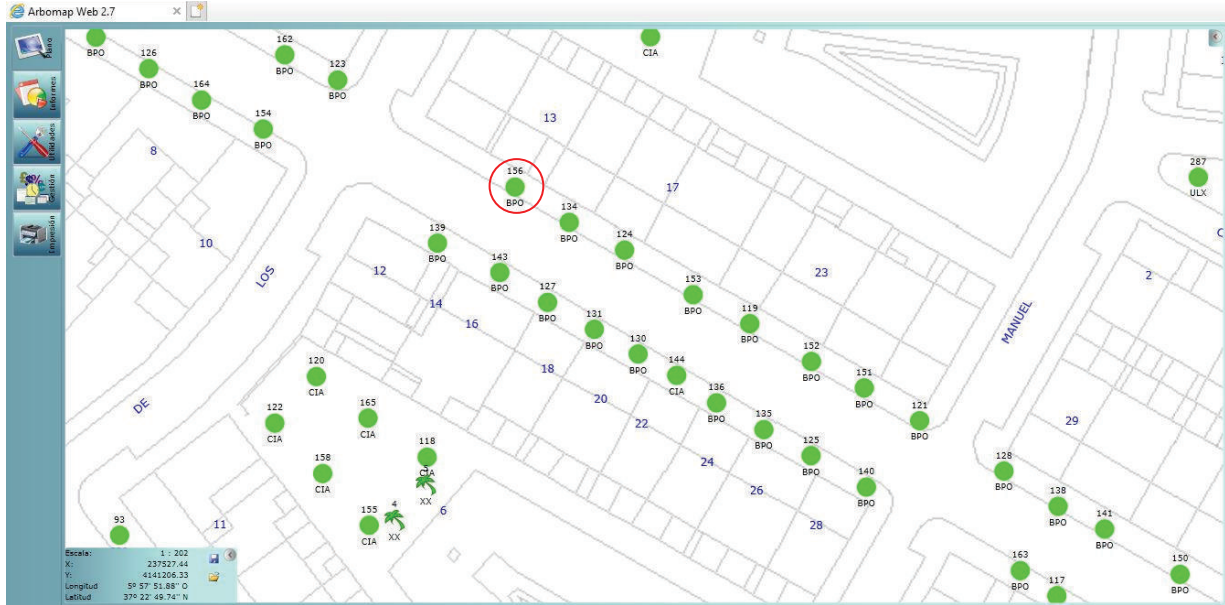 Arbomap Web 2.7
Plano
Informes
Utilidades
Gestión
Impresión
BPO
126
BPO
164
BPO
154
BPO
162
BPO
123
BPO
CIA
8
10
13
17
23
156
BPO
134
BPO
124
BPO
153
BPO
119
BPO
152
BPO
151
BPO
121
BPO
139
BPO
143
BPO
127
BPO
131
BPO
130
BPO
144
CIA
136
BPO
135
BPO
125
BPO
140
BPO
12
14
16
18
20
22
24
26
28
LOS
DE
MANUEL
287
ULX
2
29
120
CIA
122
CIA
165
CIA
118
CIA
158
CIA
155
CIA
5
XX
4
XX
6
11
93
128
BPO
138
BPO
141
BPO
150
BPO
163
BPO
117
Escala: 1 : 202
X: 237527.44
Y: 4141206.33
Longitud 5º 57' 51.88'' O
Latitud 37º 22' 49.74'' N